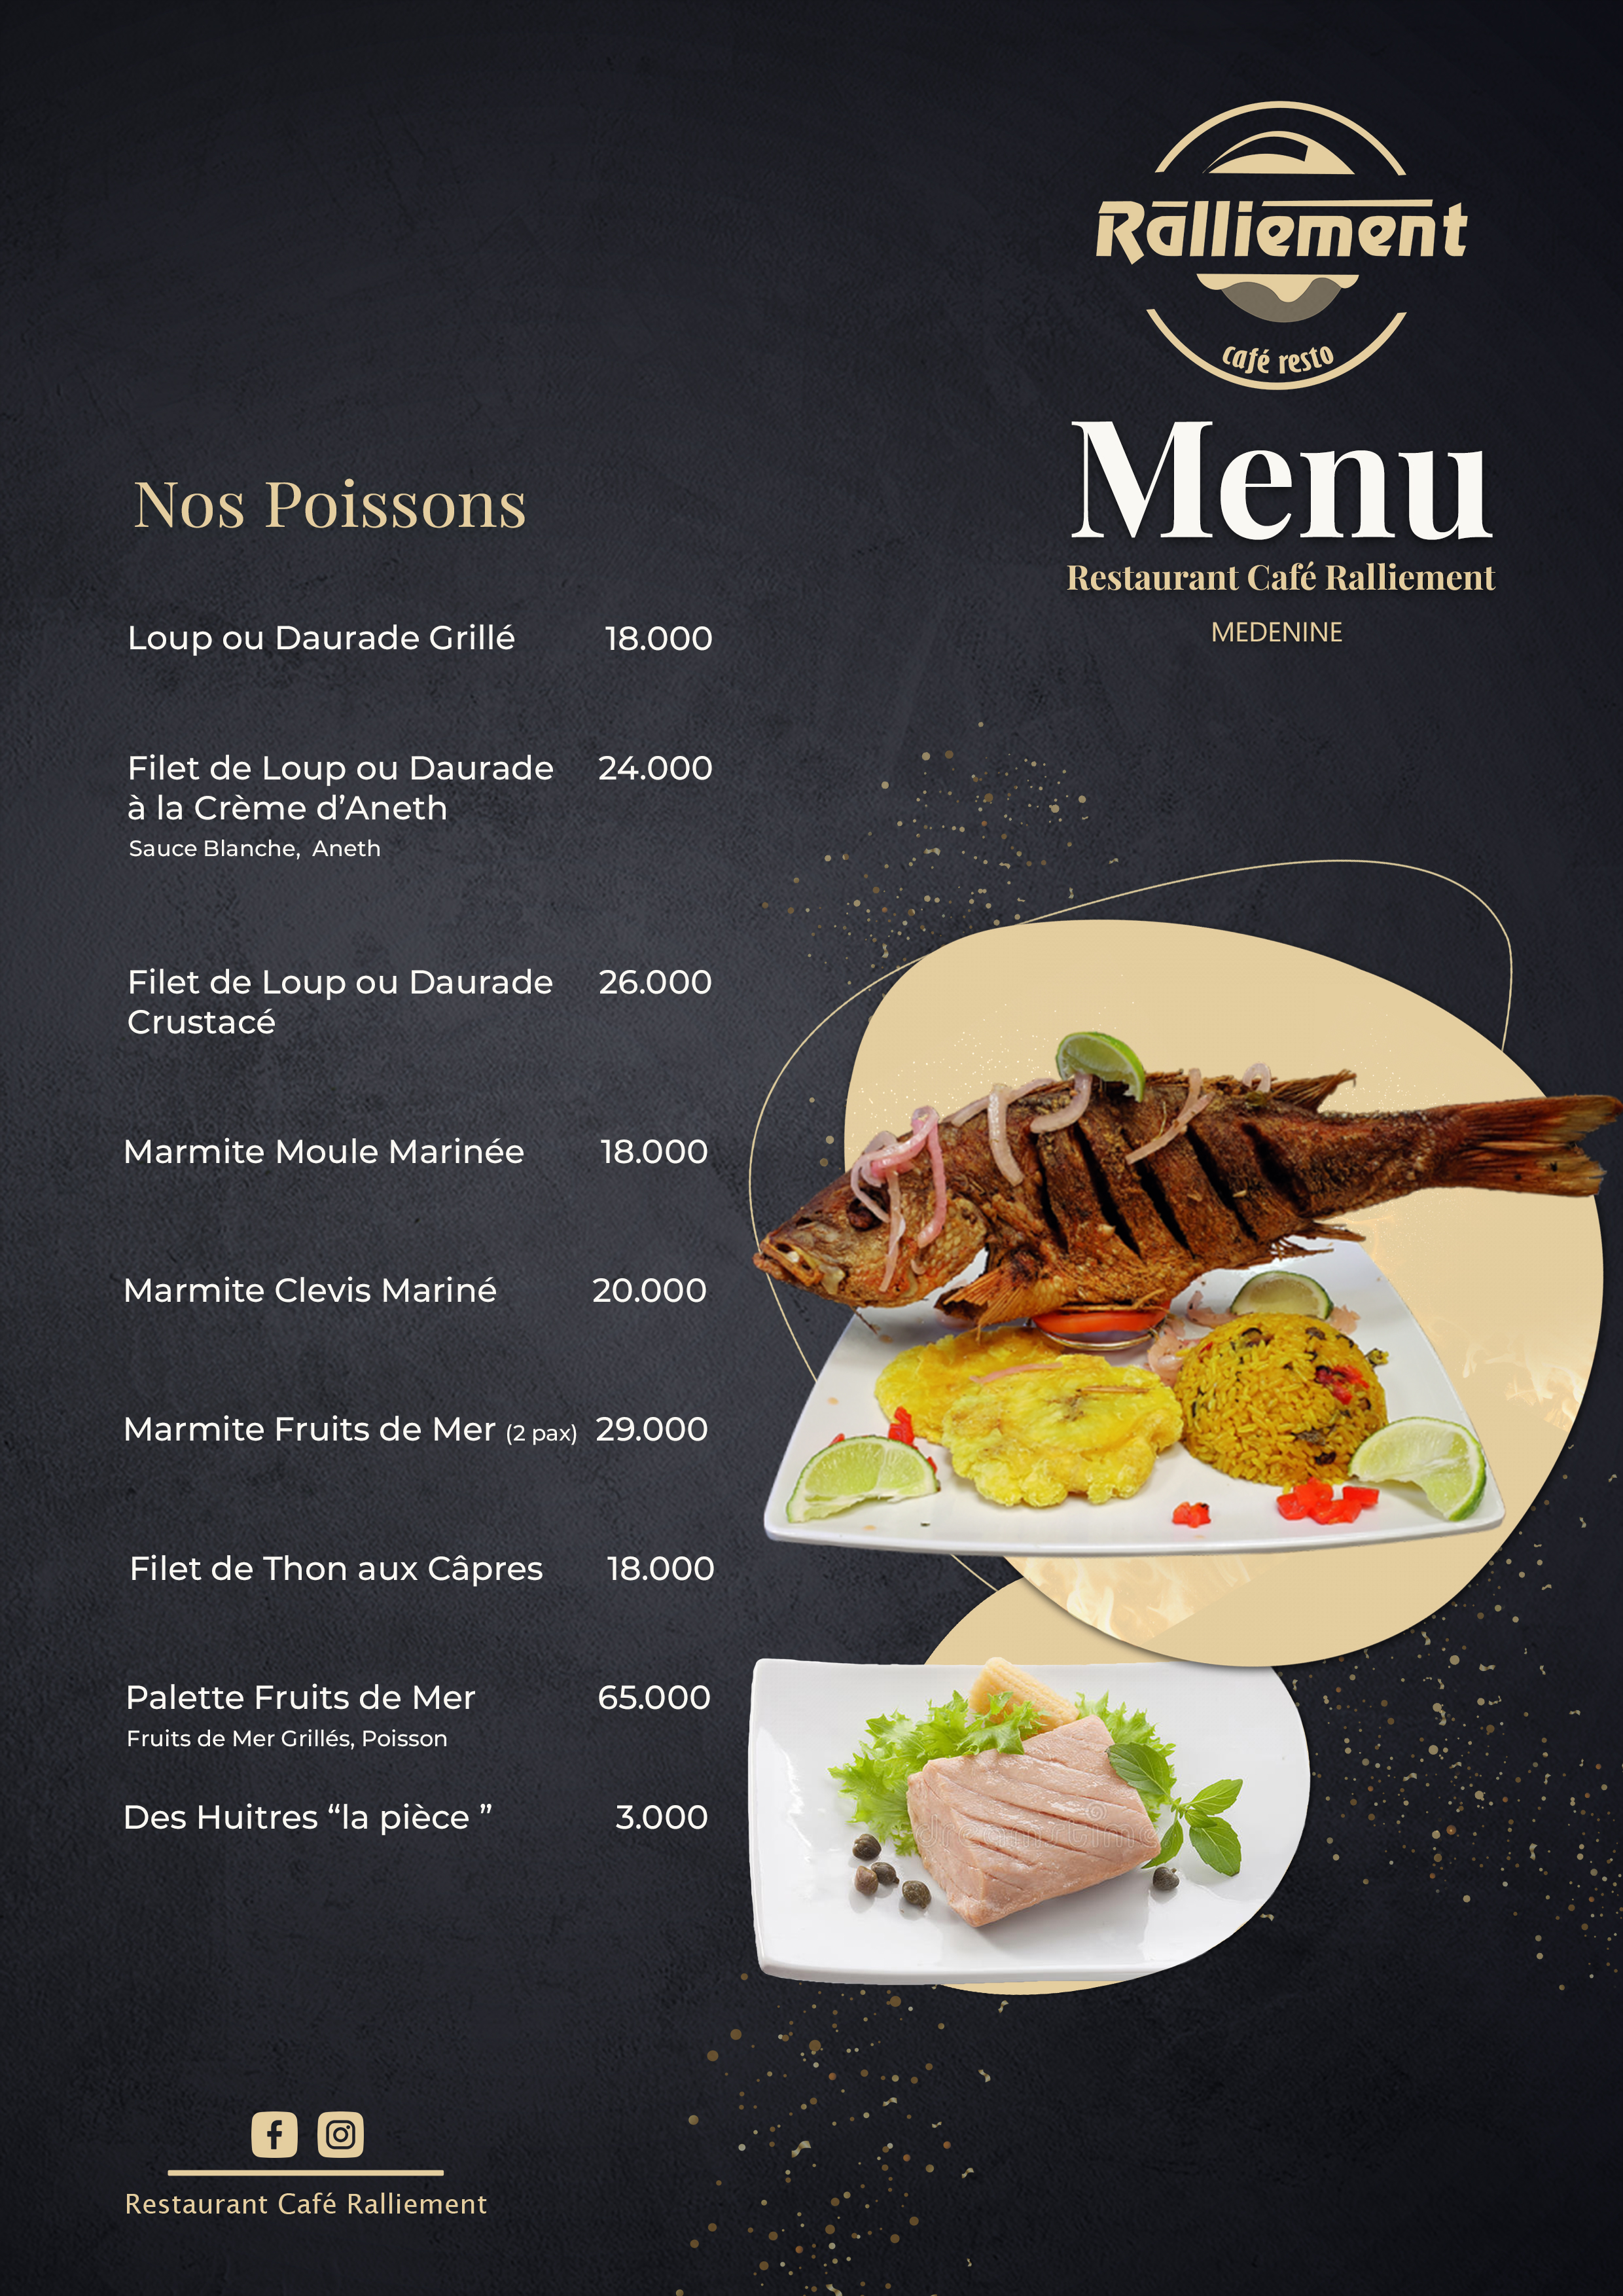 Ralliement
café resto
Menu
Restaurant Café Ralliement
MEDENINE
Nos Poissons
Loup ou Daurade Grillé 18.000
Filet de Loup ou Daurade 24.000
à la Crème d’Aneth
Sauce Blanche, Aneth
Filet de Loup ou Daurade 26.000
Crustacé
Marmite Moule Marinée 18.000
Marmite Clevis Mariné 20.000
Marmite Fruits de Mer (2 pax) 29.000
Filet de Thon aux Câpres 18.000
Palette Fruits de Mer 65.000
Fruits de Mer Grillés, Poisson
Des Huitres “la pièce ” 3.000
dreamstime
Restaurant Café Ralliement